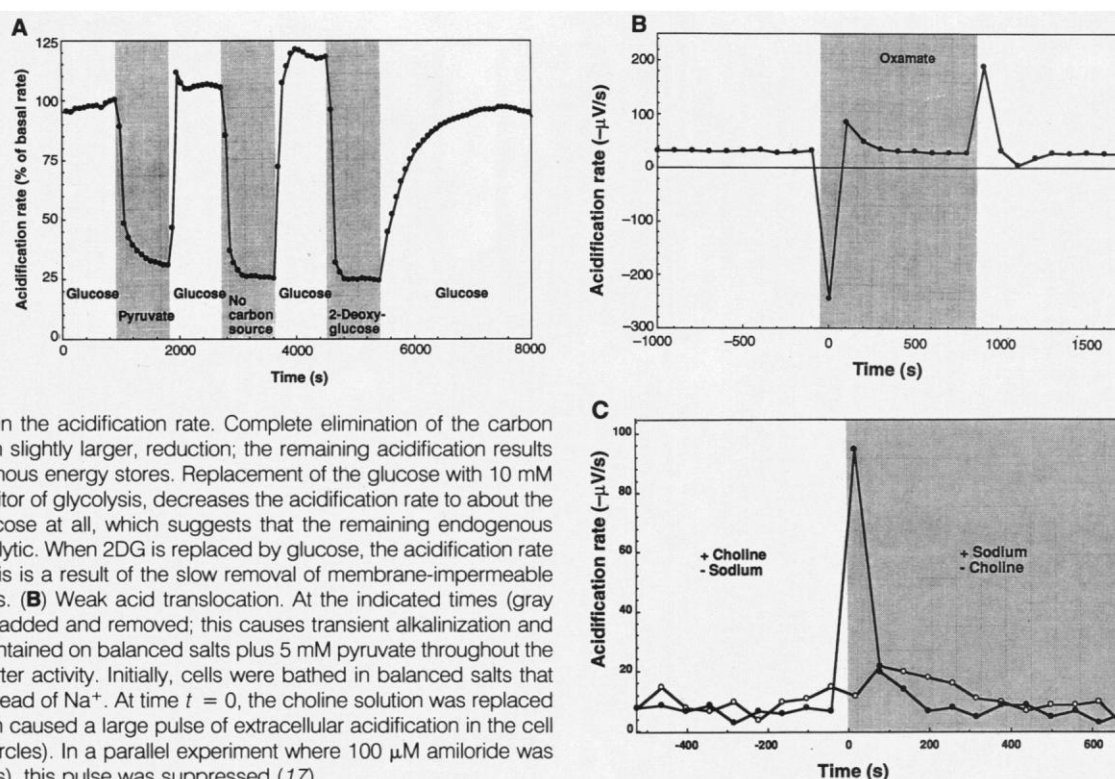 A
Acidification rate (% of basal rate)
125
100
75
50
25
0
Glucose
Pyruvate
Glucose
No
carbon
source
Glucose
2-Deoxy-
glucose
Glucose
0
2000
4000
6000
8000
Time (s)
B
Acidification rate (–µV/s)
200
100
0
–100
–200
–300
Oxamate
-1000
-500
0
500
1000
1500
Time (s)
in the acidification rate. Complete elimination of the carbon
slightly larger, reduction; the remaining acidification results
nous energy stores. Replacement of the glucose with 10 mM
itor of glycolysis, decreases the acidification rate to about the
cose at all, which suggests that the remaining endogenous
lytic. When 2DG is replaced by glucose, the acidification rate
is is a result of the slow removal of membrane-impermeable
s. (B) Weak acid translocation. At the indicated times (gray
added and removed; this causes transient alkalinization and
ntained on balanced salts plus 5 mM pyruvate throughout the
rter activity. Initially, cells were bathed in balanced salts that
ead of Na+. At time t = 0, the choline solution was replaced
n caused a large pulse of extracellular acidification in the cell
rcles). In a parallel experiment where 100 µM amiloride was
s), this pulse was suppressed (17).
C
Acidification rate (–µV/s)
100
80
60
40
20
0
+ Choline
- Sodium
+ Sodium
- Choline
-400
-200
0
200
400
600
Time (s)